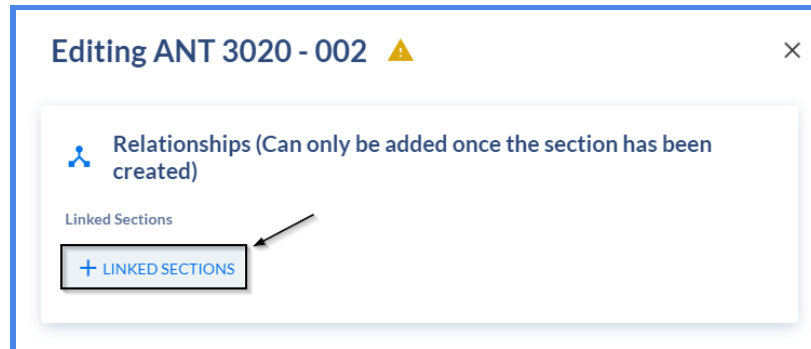 Editing ANT 3020 - 002
Relationships (Can only be added once the section has been
created)
Linked Sections
+ LINKED SECTIONS